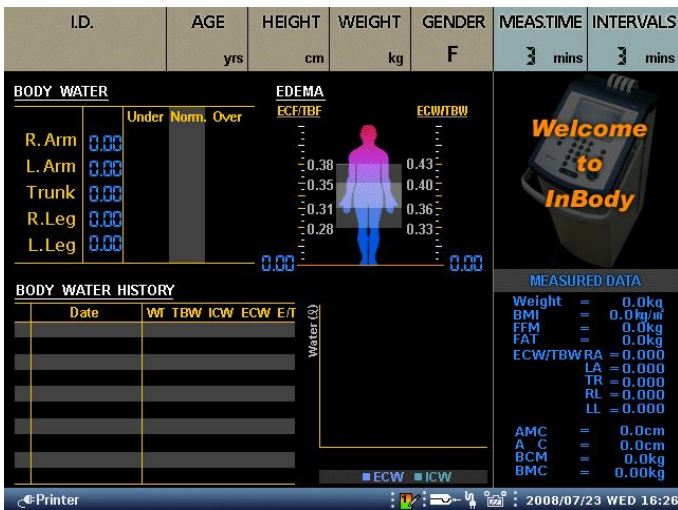 I.D. AGE HEIGHT WEIGHT GENDER MEAS.TIME INTERVALS
yrs cm kg F 3 mins 3 mins
BODY WATER
Under Norm. Over
R. Arm 0.00
L. Arm 0.00
Trunk 0.00
R.Leg 0.00
L.Leg 0.00
EDEMA
ECF/TBF ECW/TBW
0.38 0.43
0.35 0.40
0.31 0.36
0.28 0.33
0.00 0.00
Welcome
to
InBody
BODY WATER HISTORY
Date WT TBW ICW ECW E/T
Water (ℓ)
ECW ICW
MEASURED DATA
Weight = 0.0kg
BMI = 0.0kg/m²
FFM = 0.0kg
FAT = 0.0kg
ECW/TBW RA = 0.000
LA = 0.000
TR = 0.000
RL = 0.000
LL = 0.000
AMC = 0.0cm
A C = 0.0cm
BCM = 0.0kg
BMC = 0.00kg
Printer 2008/07/23 WED 16:26